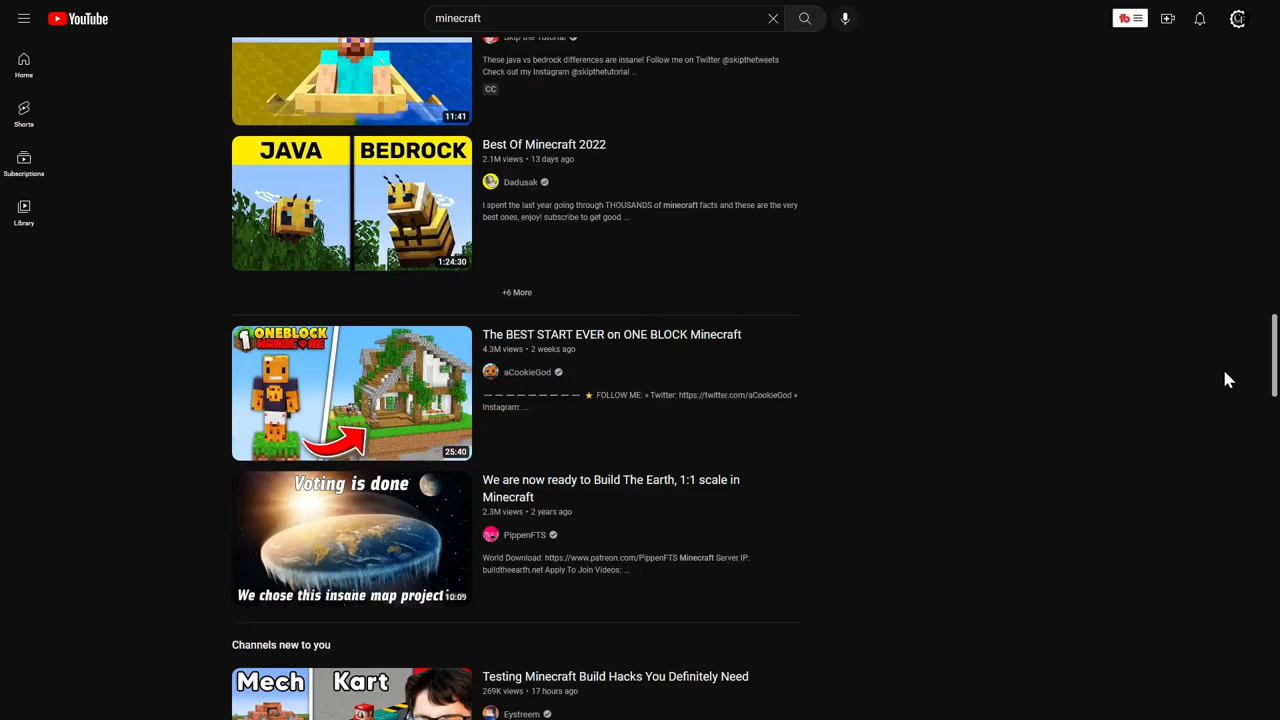 YouTube
minecraft
tb
Home
Shorts
Subscriptions
Library
Skip the Tutorial
These java vs bedrock differences are insane! Follow me on Twitter @skipthetweets
Check out my Instagram @skipthetutorial ...
CC
11:41
JAVA
BEDROCK
1:24:30
Best Of Minecraft 2022
2.1M views • 13 days ago
Dadusak
I spent the last year going through THOUSANDS of minecraft facts and these are the very
best ones, enjoy! subscribe to get good ...
+6 More
1 ONEBLOCK
HARDCORE
25:40
The BEST START EVER on ONE BLOCK Minecraft
4.3M views • 2 weeks ago
aCookieGod
— — — — — — — — — — ★ FOLLOW ME: » Twitter: https://twitter.com/aCookieGod »
Instagram: ...
Voting is done
We chose this insane map project
10:09
We are now ready to Build The Earth, 1:1 scale in
Minecraft
2.3M views • 2 years ago
PippenFTS
World Download: https://www.patreon.com/PippenFTS Minecraft Server IP:
buildtheearth.net Apply To Join Videos: ...
Channels new to you
Mech
Kart
Testing Minecraft Build Hacks You Definitely Need
269K views • 17 hours ago
Eystreem